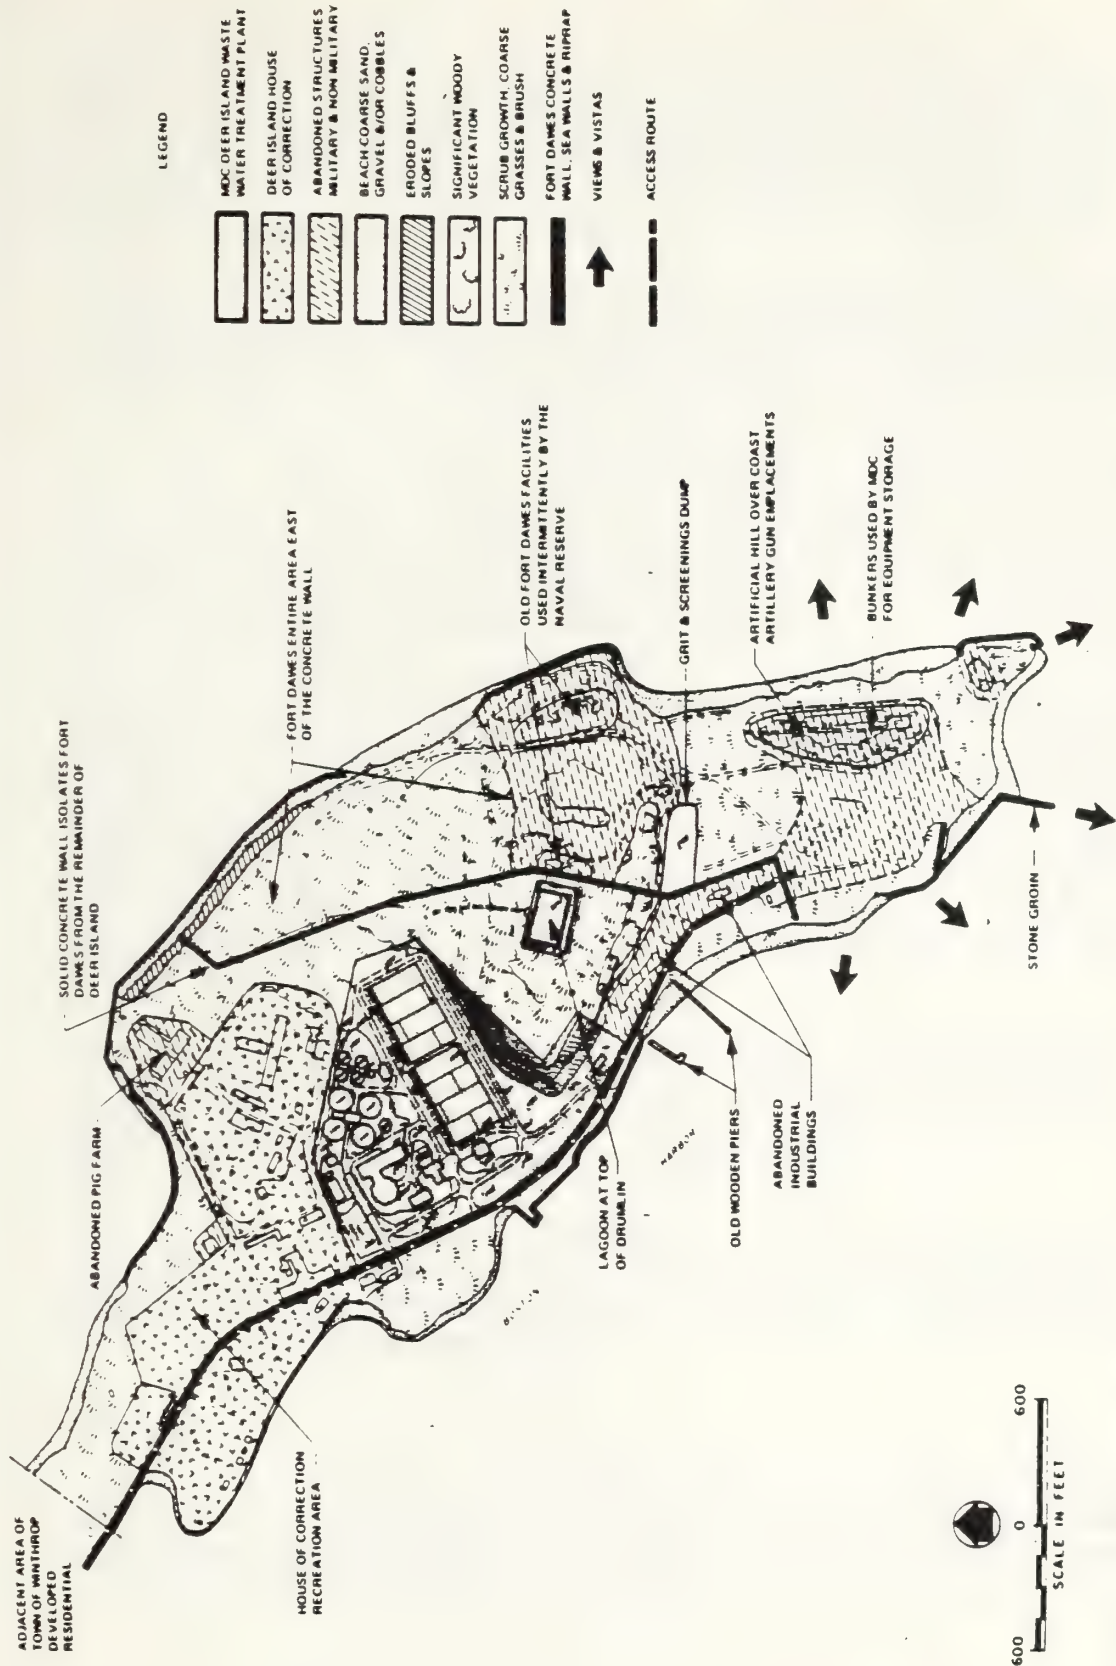 LEGEND
MDC DEER ISLAND WASTE
WATER TREATMENT PLANT
DEER ISLAND HOUSE
OF CORRECTION
ABANDONED STRUCTURES
MILITARY & NON MILITARY
BEACH COARSE SAND,
GRAVEL &/OR COBBLES
ERODED BLUFFS &
SLOPES
SIGNIFICANT WOODY
VEGETATION
SCRUB GROWTH, COARSE
GRASSES & BRUSH
FORT DAWES CONCRETE
WALL, SEA WALLS & RIPRAP
VIEWS & VISTAS
ACCESS ROUTE
SOLID CONCRETE WALL ISOLATES FORT
DAWES FROM THE REMAINDER OF
DEER ISLAND
FORT DAWES ENTIRE AREA EAST
OF THE CONCRETE WALL
OLD FORT DAWES FACILITIES
USED INTERMITTENTLY BY THE
NAVAL RESERVE
GRIT & SCREENINGS DUMP
ARTIFICIAL HILL OVER COAST
ARTILLERY GUN EMPLACEMENTS
BUNKERS USED BY MDC
FOR EQUIPMENT STORAGE
ABANDONED PIG FARM
ADJACENT AREA OF
TOWN OF WINTHROP
DEVELOPED
RESIDENTIAL
HOUSE OF CORRECTION
RECREATION AREA
BOSTON
HARBOR
LAGOON AT TOP
OF DRUMLIN
OLD WOODEN PIERS
ABANDONED
INDUSTRIAL
BUILDINGS
STONE GROIN
600 0 600
SCALE IN FEET